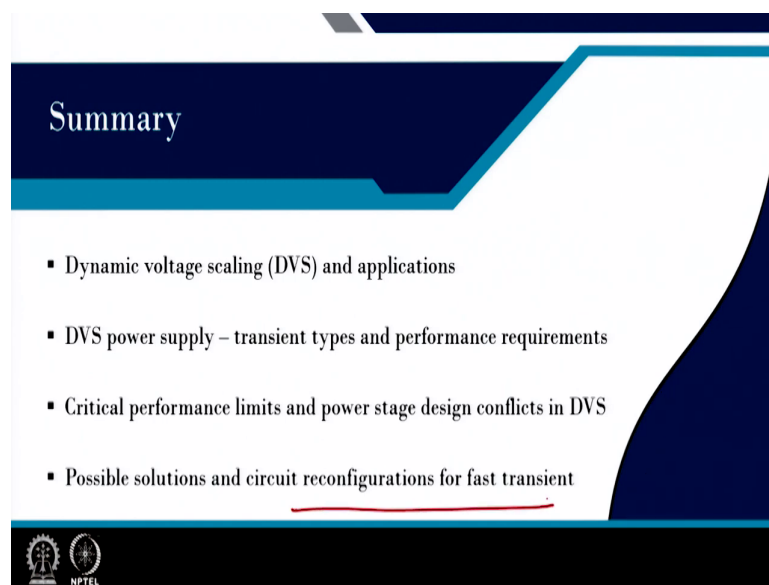 Summary
▪ Dynamic voltage scaling (DVS) and applications
▪ DVS power supply – transient types and performance requirements
▪ Critical performance limits and power stage design conflicts in DVS
▪ Possible solutions and circuit reconfigurations for fast transient
NPTEL